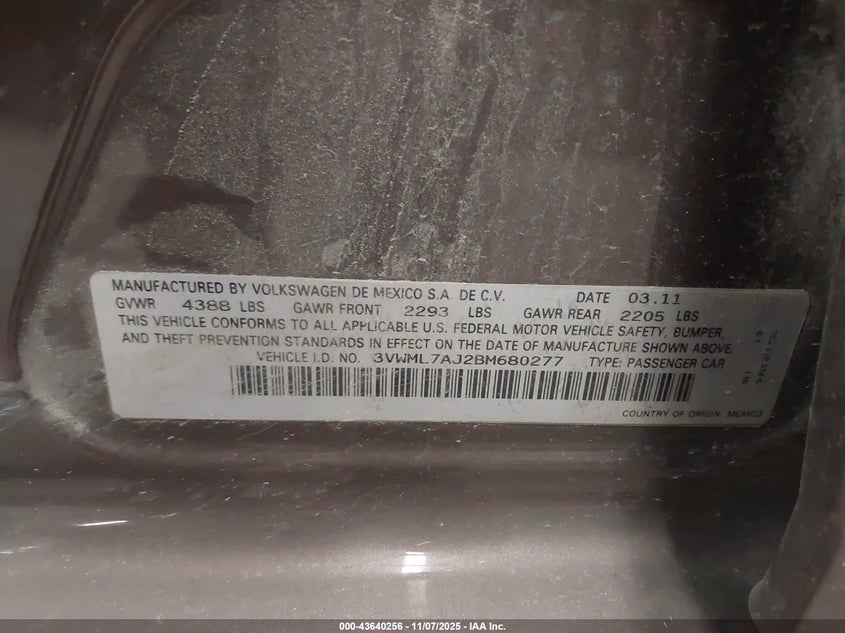 MANUFACTURED BY VOLKSWAGEN DE MEXICO S.A. DE C.V. DATE 03.11
GVWR 4388 LBS GAWR FRONT 2293 LBS GAWR REAR 2205 LBS
THIS VEHICLE CONFORMS TO ALL APPLICABLE U.S. FEDERAL MOTOR VEHICLE SAFETY, BUMPER,
AND THEFT PREVENTION STANDARDS IN EFFECT ON THE DATE OF MANUFACTURE SHOWN ABOVE.
VEHICLE I.D. NO. 3VWML7AJ2BM680277 TYPE: PASSENGER CAR
COUNTRY OF ORIGIN: MEXICO
000-43640256 - 11/07/2025 - IAA Inc.